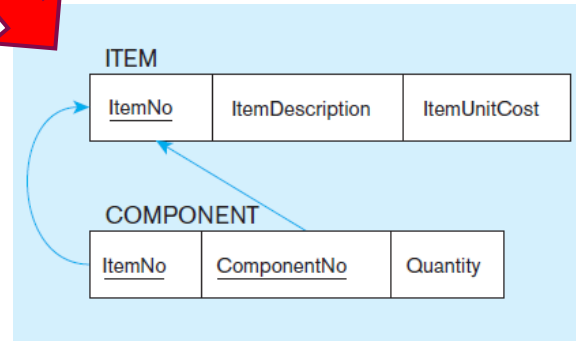 ITEM
ItemNo ItemDescription ItemUnitCost
COMPONENT
ItemNo ComponentNo Quantity